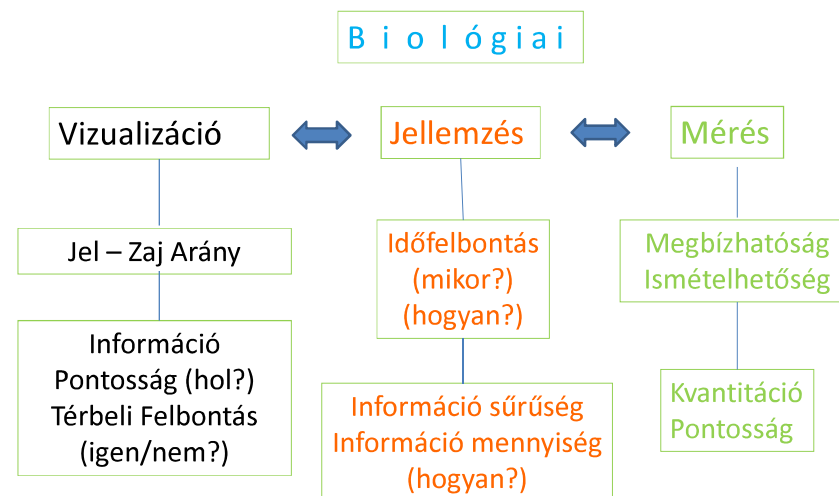 Biológiai
Vizualizáció
Jellemzés
Mérés
Jel – Zaj Arány
Időfelbontás
(mikor?)
(hogyan?)
Megbízhatóság
Ismételhetőség
Információ
Pontosság (hol?)
Térbeli Felbontás
(igen/nem?)
Információ sűrűség
Információ mennyiség
(hogyan?)
Kvantitáció
Pontosság